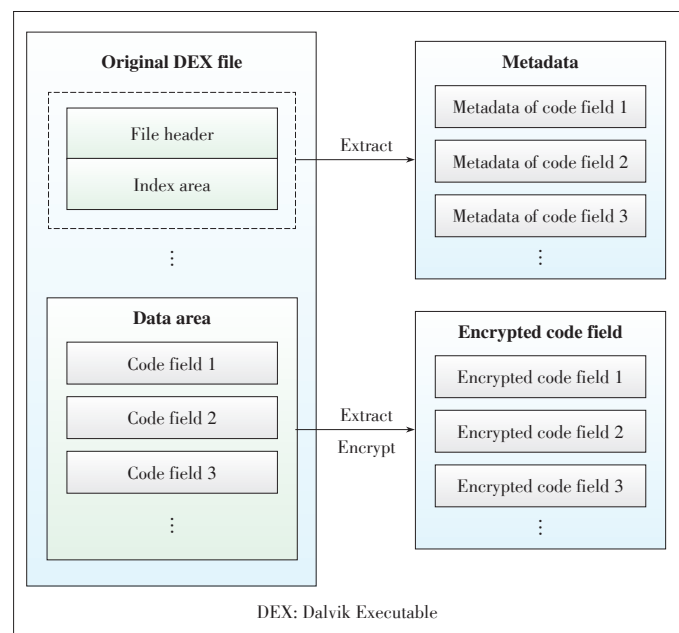 Original DEX file
File header
Index area
⋮
Data area
Code field 1
Code field 2
Code field 3
⋮
Extract
Extract
Encrypt
Metadata
Metadata of code field 1
Metadata of code field 2
Metadata of code field 3
⋮
Encrypted code field
Encrypted code field 1
Encrypted code field 2
Encrypted code field 3
⋮
DEX: Dalvik Executable